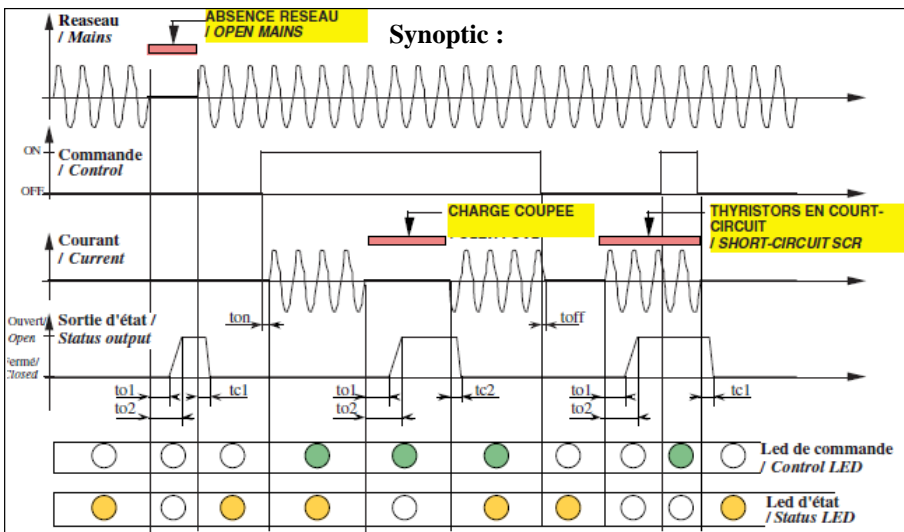 Reaseau
/ Mains
ABSENCE RESEAU
/ OPEN MAINS
Synoptic :
ON
Commande
/ Control
OFF
CHARGE COUPEE
THYRISTORS EN COURT-
CIRCUIT
/ SHORT-CIRCUIT SCR
Courant
/ Current
ton
toff
Ouvert/
Open
Sortie d'état /
Status output
to1
tc1
to1
tc2
to1
tc1
to2
to2
to2
Led de commande
/ Control LED
Led d'état
/ Status LED